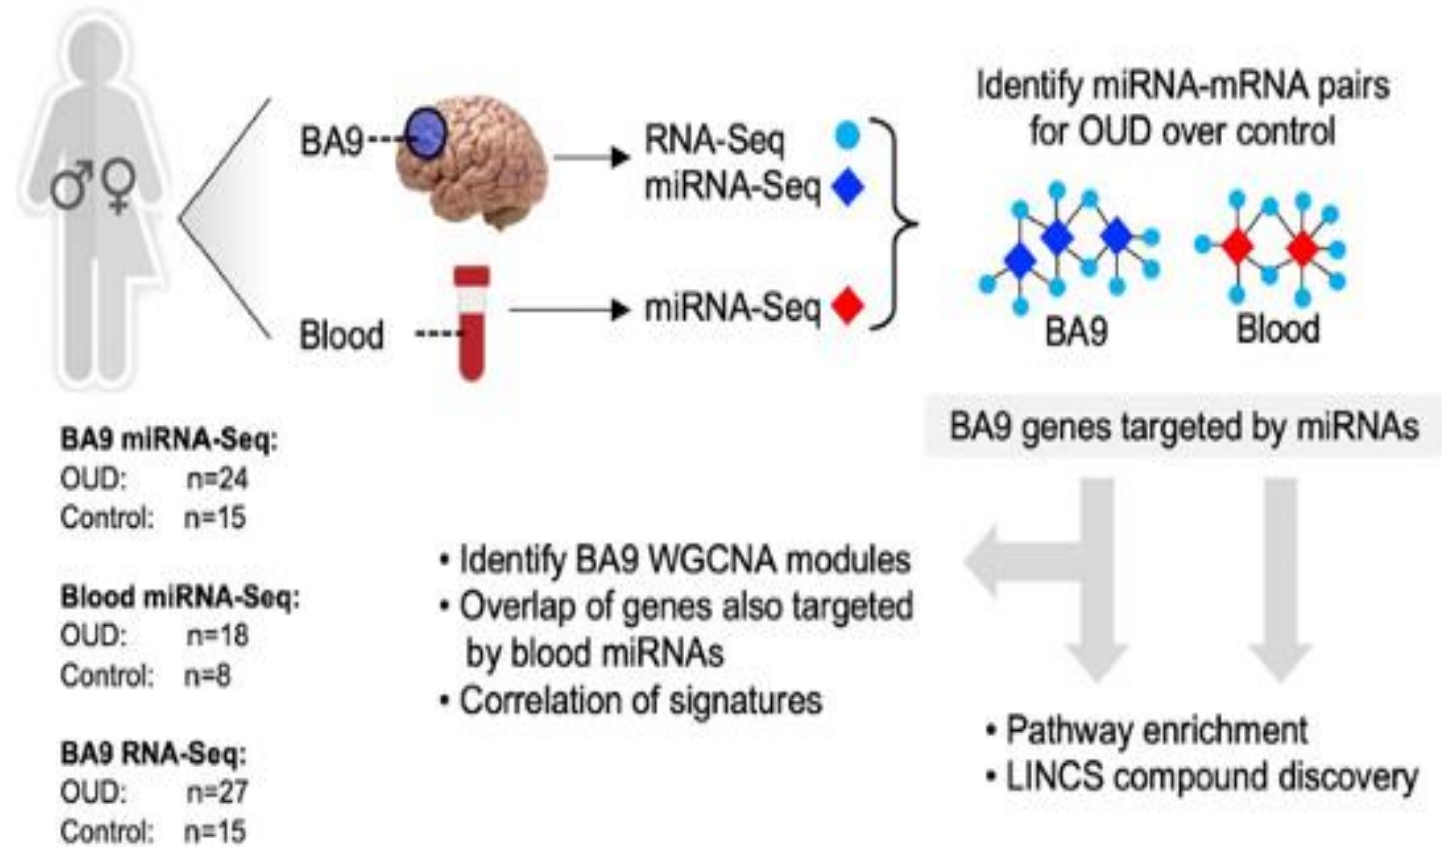 ♂♀
BA9
Blood
RNA-Seq
miRNA-Seq
miRNA-Seq
Identify miRNA-mRNA pairs
for OUD over control
BA9
Blood
BA9 genes targeted by miRNAs
BA9 miRNA-Seq:
OUD: n=24
Control: n=15
Blood miRNA-Seq:
OUD: n=18
Control: n=8
BA9 RNA-Seq:
OUD: n=27
Control: n=15
• Identify BA9 WGCNA modules
• Overlap of genes also targeted
by blood miRNAs
• Correlation of signatures
• Pathway enrichment
• LINCS compound discovery